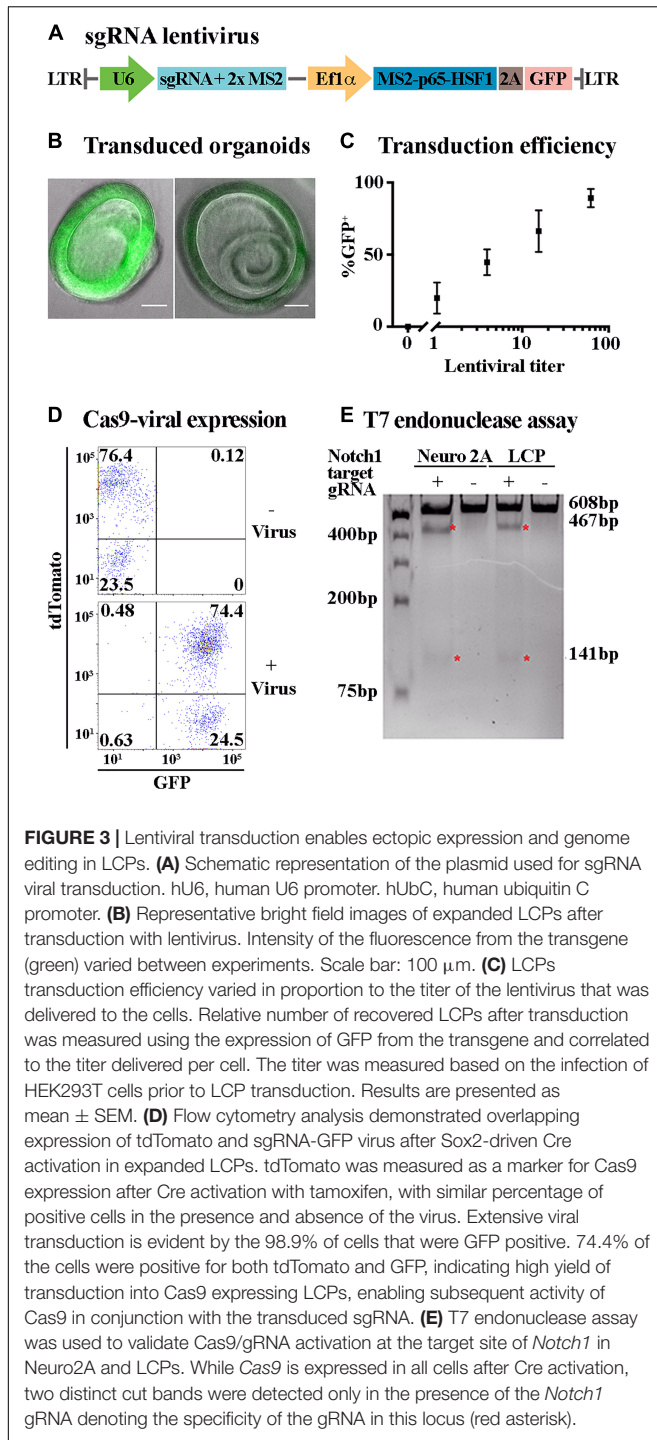 A sgRNA lentivirus
LTR U6 sgRNA + 2x MS2 Ef1α MS2-p65-HSF1 2A GFP LTR
B Transduced organoids
C Transduction efficiency
%GFP+
100
50
0
0 1 10 100
Lentiviral titer
D Cas9-viral expression
tdTomato
10^5
10^3
10^1
76.4 0.12
23.5 0
- Virus
10^5
10^3
10^1
0.48 74.4
0.63 24.5
+ Virus
10^1 10^3 10^5
GFP
E T7 endonuclease assay
Notch1 target gRNA
Neuro 2A LCP
+ - + -
400bp
200bp
75bp
608bp
467bp
141bp
* *
* *
FIGURE 3 | Lentiviral transduction enables ectopic expression and genome
editing in LCPs. (A) Schematic representation of the plasmid used for sgRNA
viral transduction. hU6, human U6 promoter. hUbC, human ubiquitin C
promoter. (B) Representative bright field images of expanded LCPs after
transduction with lentivirus. Intensity of the fluorescence from the transgene
(green) varied between experiments. Scale bar: 100 μm. (C) LCPs
transduction efficiency varied in proportion to the titer of the lentivirus that was
delivered to the cells. Relative number of recovered LCPs after transduction
was measured using the expression of GFP from the transgene and correlated
to the titer delivered per cell. The titer was measured based on the infection of
HEK293T cells prior to LCP transduction. Results are presented as
mean ± SEM. (D) Flow cytometry analysis demonstrated overlapping
expression of tdTomato and sgRNA-GFP virus after Sox2-driven Cre
activation in expanded LCPs. tdTomato was measured as a marker for Cas9
expression after Cre activation with tamoxifen, with similar percentage of
positive cells in the presence and absence of the virus. Extensive viral
transduction is evident by the 98.9% of cells that were GFP positive. 74.4% of
the cells were positive for both tdTomato and GFP, indicating high yield of
transduction into Cas9 expressing LCPs, enabling subsequent activity of
Cas9 in conjunction with the transduced sgRNA. (E) T7 endonuclease assay
was used to validate Cas9/gRNA activation at the target site of Notch1 in
Neuro2A and LCPs. While Cas9 is expressed in all cells after Cre activation,
two distinct cut bands were detected only in the presence of the Notch1
gRNA denoting the specificity of the gRNA in this locus (red asterisk).